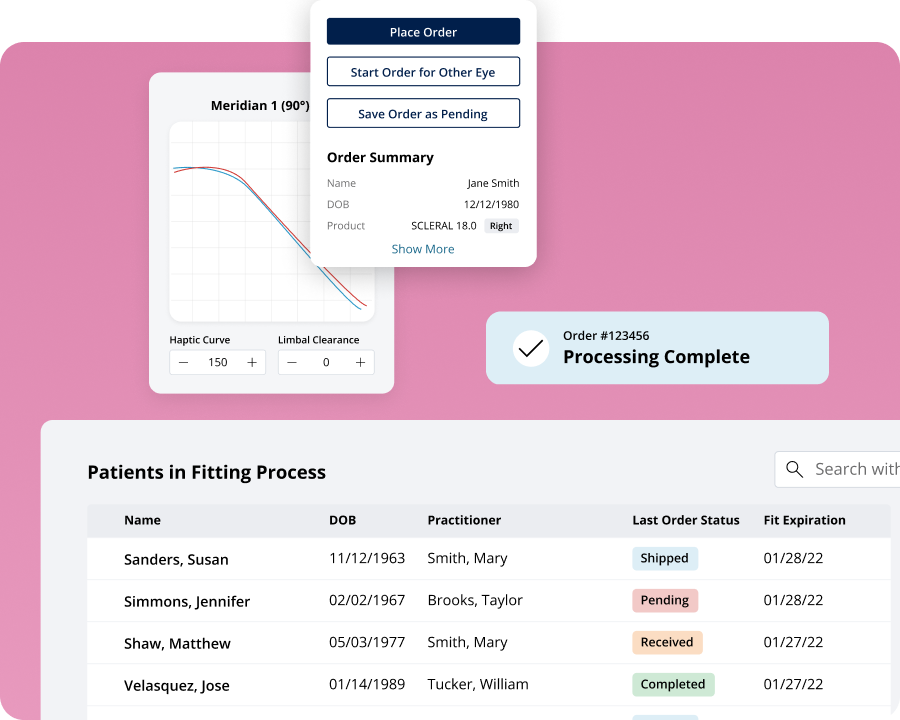 Place Order
Start Order for Other Eye
Save Order as Pending
Order Summary
Name Jane Smith
DOB 12/12/1980
Product SCLERAL 18.0 Right
Show More
Meridian 1 (90°)
Haptic Curve Limbal Clearance
− 150 + − 0 +
Order #123456
Processing Complete
Patients in Fitting Process
Search with
Name DOB Practitioner Last Order Status Fit Expiration
Sanders, Susan 11/12/1963 Smith, Mary Shipped 01/28/22
Simmons, Jennifer 02/02/1967 Brooks, Taylor Pending 01/28/22
Shaw, Matthew 05/03/1977 Smith, Mary Received 01/27/22
Velasquez, Jose 01/14/1989 Tucker, William Completed 01/27/22